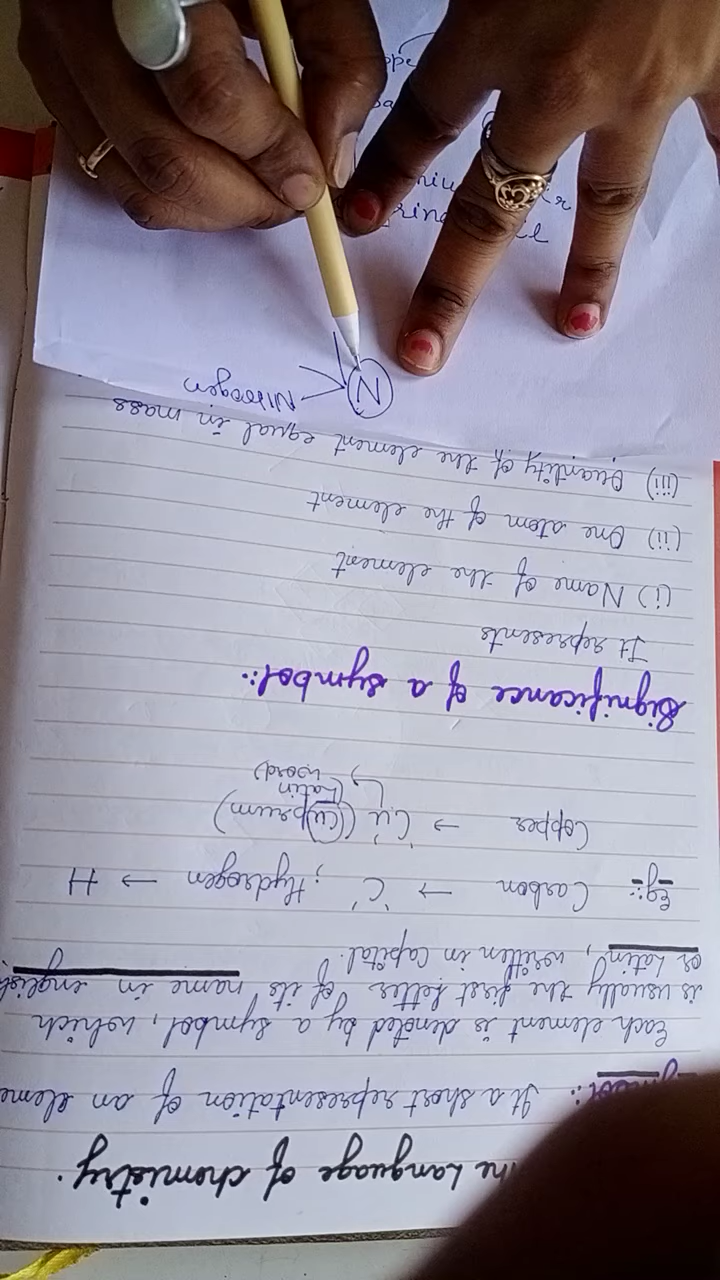 he Language of chemistry.
Symbol:: It a short representation of an eleme
Each element is denoted by a symbol, which
is usually the first letter of its name in english
or Latin, written in capital.
Eg:- Carbon → 'C' ; Hydrogen → H
Copper → 'Cu' (Cuprum)
Latin
word)
Significance of a symbol:-
It represents
(i) Name of the element
(ii) One atom of the element
(iii) Quantity of the element equal in mass
N Nitrogen